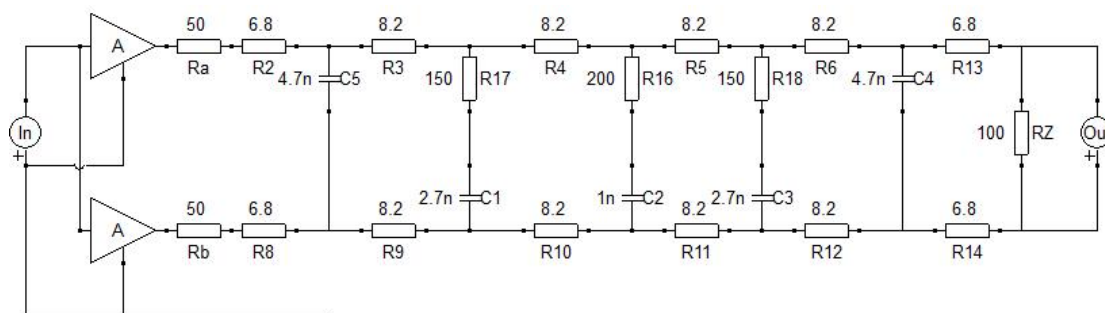 50 6.8 8.2 8.2 8.2 8.2 6.8
A
Ra R2 4.7n C5 R3 150 R17 R4 200 R16 R5 150 R18 R6 4.7n C4 R13
In
100 RZ Ou
+ +
50 6.8 8.2 2.7n C1 8.2 1n C2 8.2 2.7n C3 8.2 6.8
A
Rb R8 R9 R10 R11 R12 R14